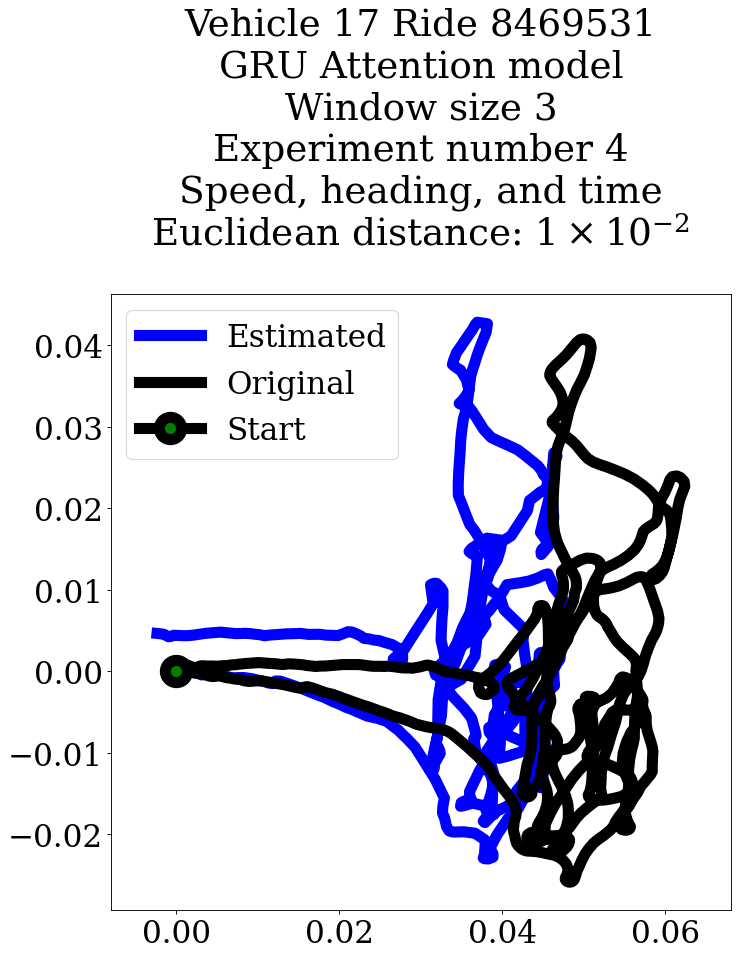 Vehicle 17 Ride 8469531
GRU Attention model
Window size 3
Experiment number 4
Speed, heading, and time
Euclidean distance: 1 × 10⁻²
Estimated
Original
Start
0.04
0.03
0.02
0.01
0.00
−0.01
−0.02
0.00 0.02 0.04 0.06